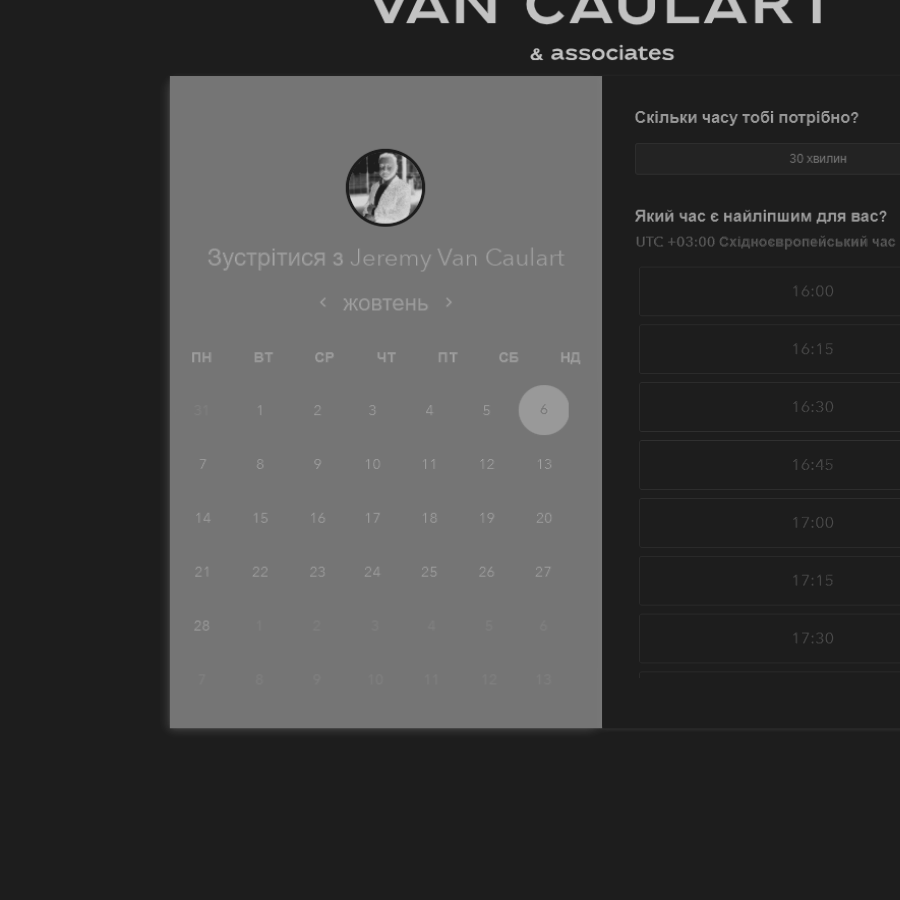 VAN CAULART
& associates
Зустрітися з Jeremy Van Caulart
‹ жовтень ›
ПН ВТ СР ЧТ ПТ СБ НД
31 1 2 3 4 5 6
7 8 9 10 11 12 13
14 15 16 17 18 19 20
21 22 23 24 25 26 27
28 1 2 3 4 5 6
7 8 9 10 11 12 13
Скільки часу тобі потрібно?
30 хвилин
Який час є найліпшим для вас?
UTC +03:00 Східноєвропейський час
16:00
16:15
16:30
16:45
17:00
17:15
17:30